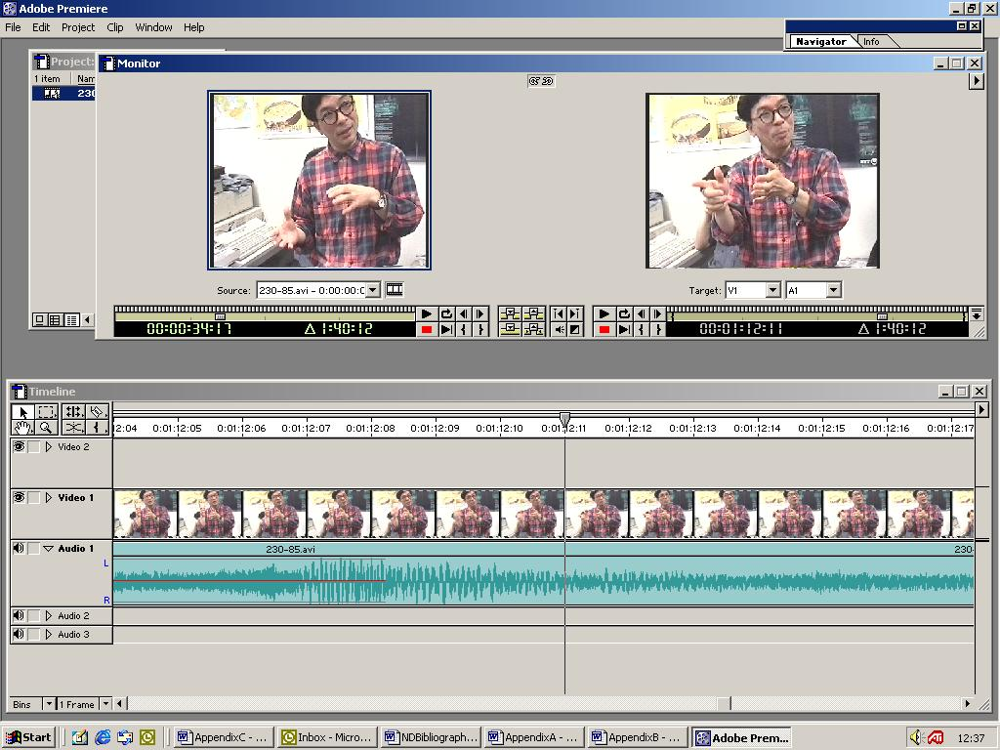 Adobe Premiere
File Edit Project Clip Window Help
Navigator Info
Project:
Monitor
1 item Nam
230
Source: 230-85.avi - 0:00:00:0
Target: V1 A1
00:00:34:17 Δ 1:40:12
00:01:12:11 Δ 1:40:12
Timeline
12:04 0:01:12:05 0:01:12:06 0:01:12:07 0:01:12:08 0:01:12:09 0:01:12:10 0:01:12:11 0:01:12:12 0:01:12:13 0:01:12:14 0:01:12:15 0:01:12:16 0:01:12:17
Video 2
Video 1
Audio 1 230-85.avi 230-
L
R
Audio 2
Audio 3
Bins 1 Frame
Start AppendixC - ... Inbox - Micro... NDBibliograph... AppendixA - ... AppendixB - ... Adobe Prem... 12:37